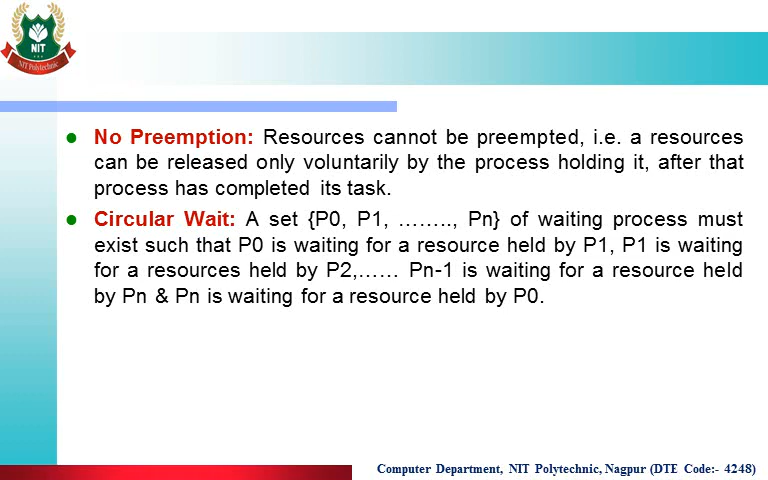 NIT
NIT Polytechnic
No Preemption: Resources cannot be preempted, i.e. a resources
can be released only voluntarily by the process holding it, after that
process has completed its task.
Circular Wait: A set {P0, P1, …….., Pn} of waiting process must
exist such that P0 is waiting for a resource held by P1, P1 is waiting
for a resources held by P2,…… Pn-1 is waiting for a resource held
by Pn & Pn is waiting for a resource held by P0.
Computer Department, NIT Polytechnic, Nagpur (DTE Code:- 4248)